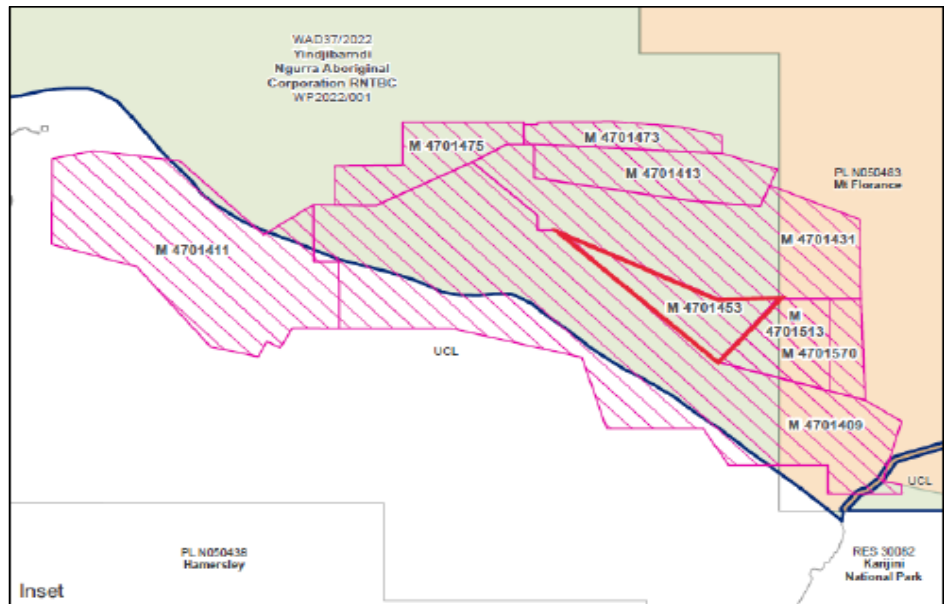 WAD37/2022
Yindjibarndi
Ngurra Aboriginal
Corporation RNTBC
WP2022/001
M 4701475
M 4701473
M 4701413
PL N050483
Mt Florance
M 4701431
M 4701411
M 4701453
M
4701513
M 4701570
UCL
M 4701409
UCL
PL N050438
Hamersley
RES 30082
Karijini
National Park
Inset